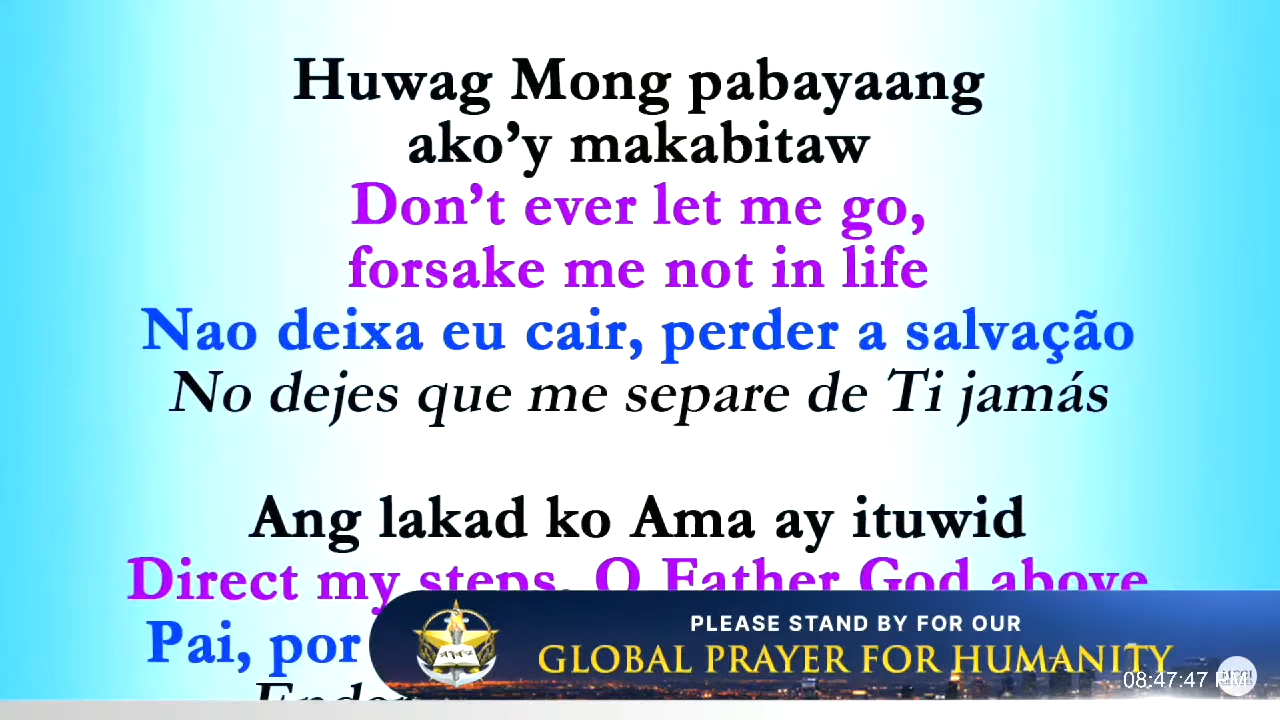 Huwag Mong pabayaang
ako’y makabitaw
Don’t ever let me go,
forsake me not in life
Nao deixa eu cair, perder a salvação
No dejes que me separe de Ti jamás
Ang lakad ko Ama ay ituwid
Direct my steps, O Father God above
Pai, por
PLEASE STAND BY FOR OUR
GLOBAL PRAYER FOR HUMANITY
08:47:47 PM